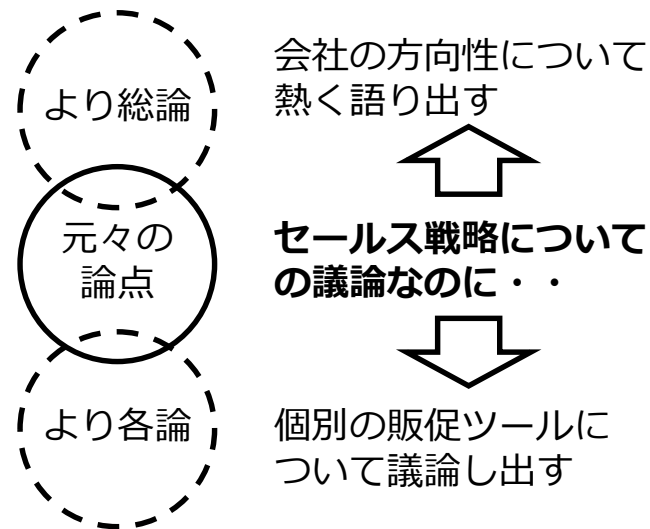 より総論
会社の方向性について
熱く語り出す
元々の
論点
セールス戦略について
の議論なのに・・
より各論
個別の販促ツールに
ついて議論し出す